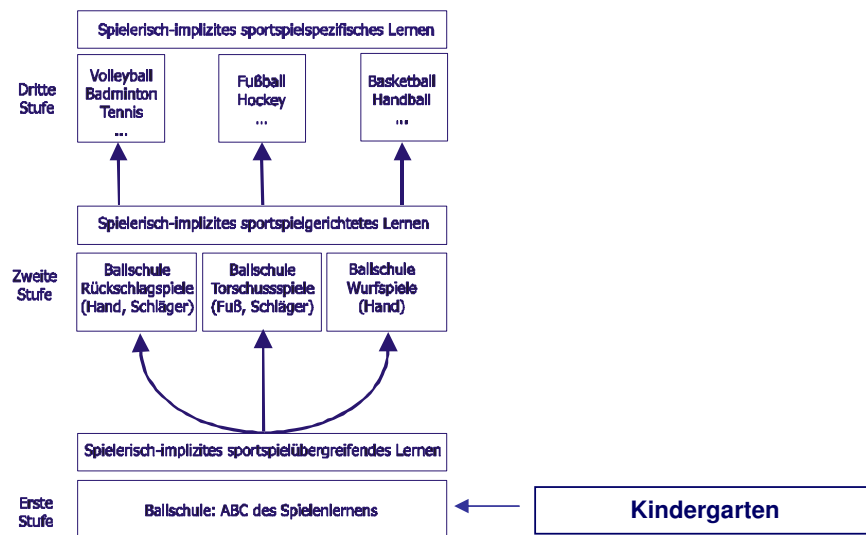 Spielerisch-implizites sportspielspezifisches Lernen
Dritte
Stufe
Volleyball
Badminton
Tennis
...
Fußball
Hockey
...
Basketball
Handball
...
Spielerisch-implizites sportspielgerichtetes Lernen
Zweite
Stufe
Ballschule
Rückschlagspiele
(Hand, Schläger)
Ballschule
Torschussspiele
(Fuß, Schläger)
Ballschule
Wurfspiele
(Hand)
Spielerisch-implizites sportspielübergreifendes Lernen
Erste
Stufe
Ballschule: ABC des Spielenlernens
Kindergarten